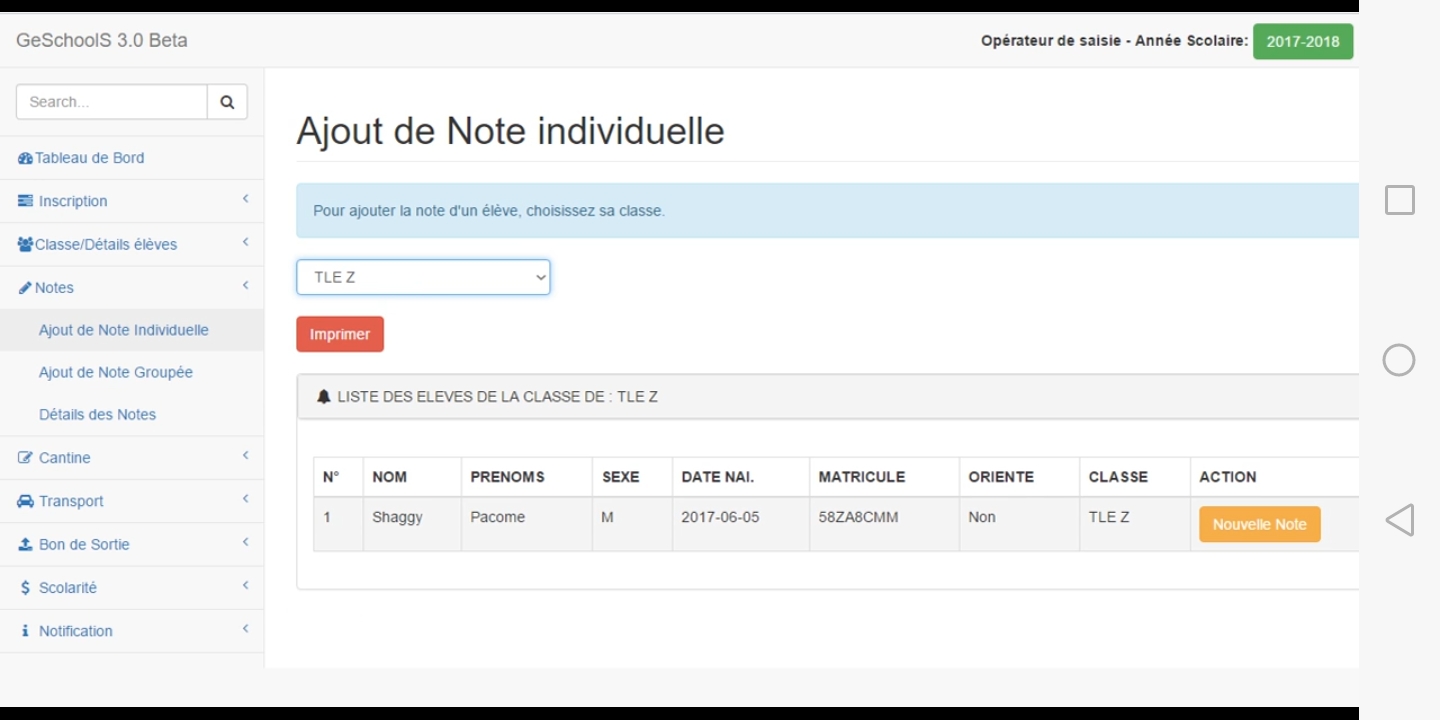 GeSchoolS 3.0 Beta
Opérateur de saisie - Année Scolaire: 2017-2018
Search...
Tableau de Bord
Inscription
Classe/Détails élèves
Notes
Ajout de Note Individuelle
Ajout de Note Groupée
Détails des Notes
Cantine
Transport
Bon de Sortie
Scolarité
Notification
Ajout de Note individuelle
Pour ajouter la note d'un élève, choisissez sa classe.
TLE Z
Imprimer
LISTE DES ELEVES DE LA CLASSE DE : TLE Z
N° NOM PRENOMS SEXE DATE NAI. MATRICULE ORIENTE CLASSE ACTION
1 Shaggy Pacome M 2017-06-05 58ZA8CMM Non TLE Z Nouvelle Note